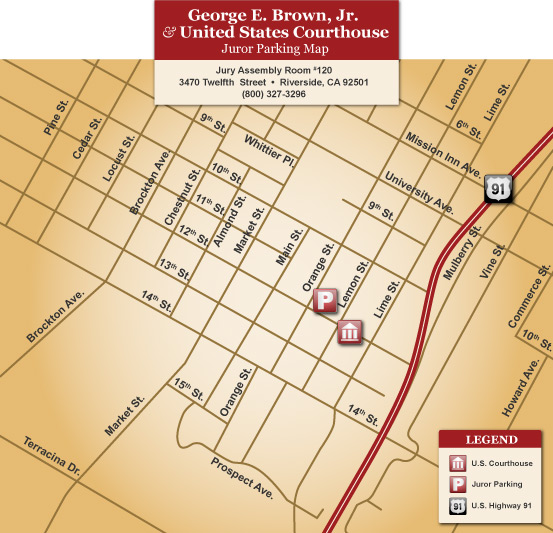 George E. Brown, Jr.
& United States Courthouse
Juror Parking Map
Jury Assembly Room #120
3470 Twelfth Street • Riverside, CA 92501
(800) 327-3296
Pine St.
Cedar St.
Locust St.
Brockton Ave.
9th St.
Whittier Pl.
Lemon St.
Lime St.
6th St.
Mission Inn Ave.
91
University Ave.
9th St.
Chestnut St.
10th St.
11th St.
Almond St.
12th St.
Market St.
Main St.
Orange St.
Lemon St.
Lime St.
Mulberry St.
Vine St.
Commerce St.
10th St.
Howard Ave.
13th St.
14th St.
Brockton Ave.
P
15th St.
Orange St.
14th St.
Market St.
Terracina Dr.
Prospect Ave.
LEGEND
U.S. Courthouse
P Juror Parking
91 U.S. Highway 91